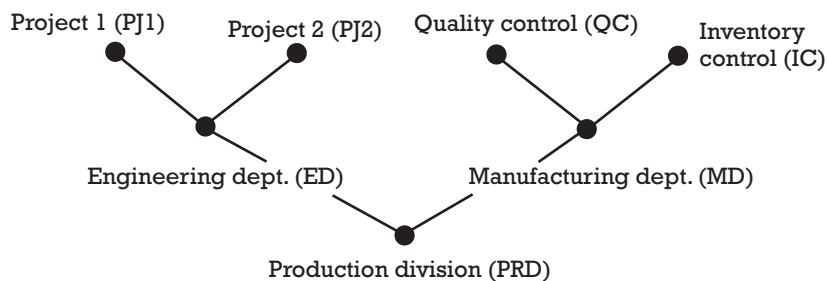 Project 1 (PJ1)
Project 2 (PJ2)
Quality control (QC)
Inventory
control (IC)
Engineering dept. (ED)
Manufacturing dept. (MD)
Production division (PRD)